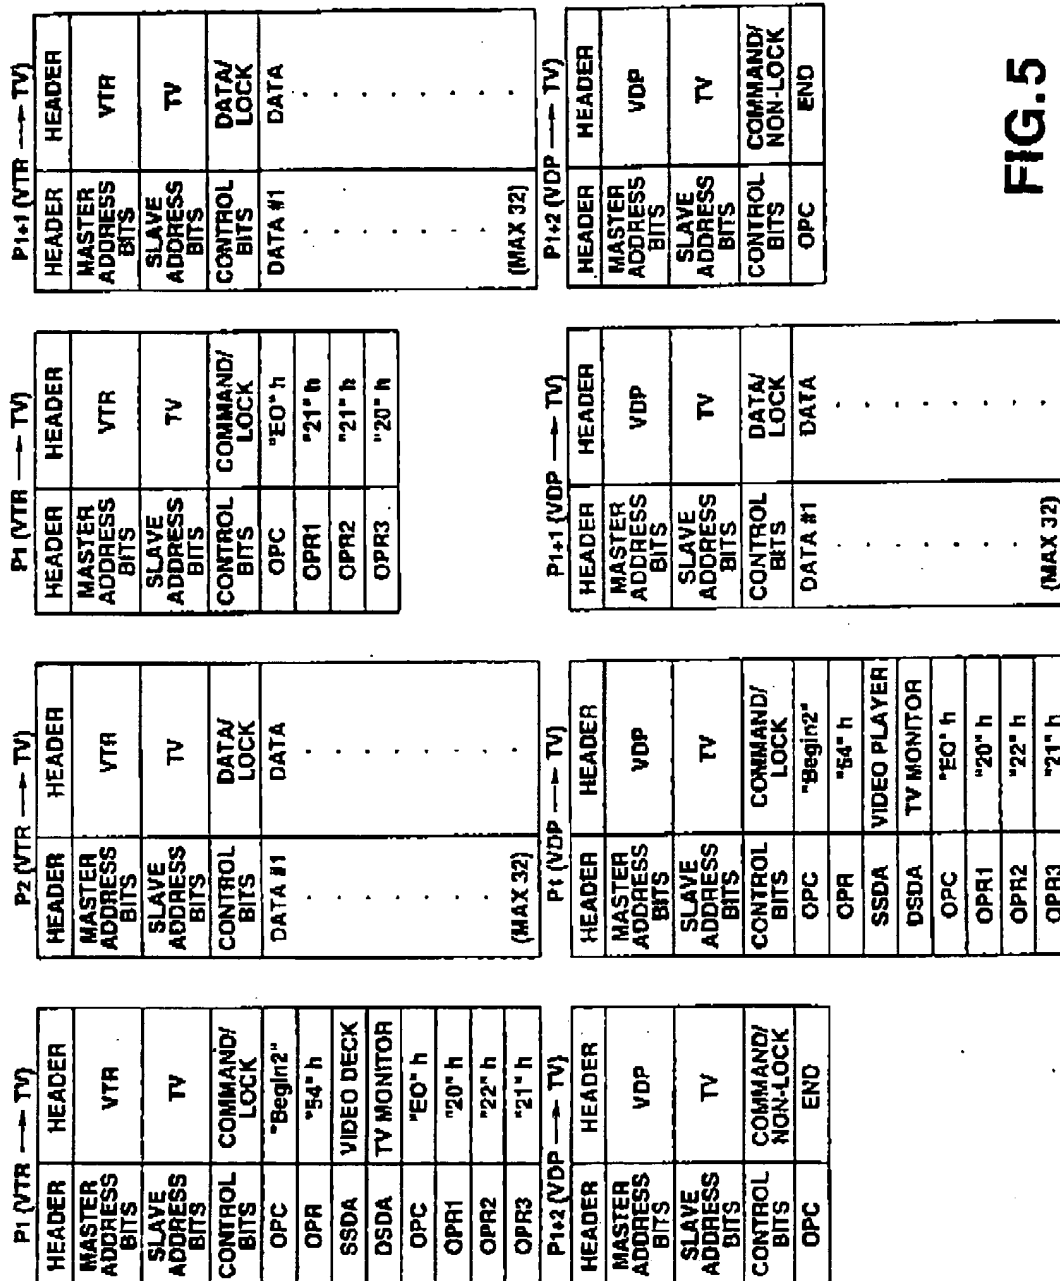 P1 (VTR → TV)
HEADER HEADER
MASTER
ADDRESS
BITS
VTR
SLAVE
ADDRESS
BITS
TV
CONTROL
BITS
COMMAND/
LOCK
OPC "Begin2"
OPR "54" h
SSDA VIDEO DECK
DSDA TV MONITOR
OPC "EO" h
OPR1 "20" h
OPR2 "22" h
OPR3 "21" h
P2 (VTR → TV)
HEADER HEADER
MASTER
ADDRESS
BITS
VTR
SLAVE
ADDRESS
BITS
TV
CONTROL
BITS
DATA/
LOCK
DATA #1 DATA
(MAX 32)
P1 (VTR → TV)
HEADER HEADER
MASTER
ADDRESS
BITS
VTR
SLAVE
ADDRESS
BITS
TV
CONTROL
BITS
COMMAND/
LOCK
OPC "EO" h
OPR1 "21" h
OPR2 "21" h
OPR3 "20" h
P1+1 (VTR → TV)
HEADER HEADER
MASTER
ADDRESS
BITS
VTR
SLAVE
ADDRESS
BITS
TV
CONTROL
BITS
DATA/
LOCK
DATA #1 DATA
(MAX 32)
P1+2 (VDP → TV)
HEADER HEADER
MASTER
ADDRESS
BITS
VDP
SLAVE
ADDRESS
BITS
TV
CONTROL
BITS
COMMAND/
NON-LOCK
OPC END
P1 (VDP → TV)
HEADER HEADER
MASTER
ADDRESS
BITS
VDP
SLAVE
ADDRESS
BITS
TV
CONTROL
BITS
COMMAND/
LOCK
OPC "Begin2"
OPR "54" h
SSDA VIDEO PLAYER
DSDA TV MONITOR
OPC "EO" h
OPR1 "20" h
OPR2 "22" h
OPR3 "21" h
P1+1 (VDP → TV)
HEADER HEADER
MASTER
ADDRESS
BITS
VDP
SLAVE
ADDRESS
BITS
TV
CONTROL
BITS
DATA/
LOCK
DATA #1 DATA
(MAX 32)
P1+2 (VDP → TV)
HEADER HEADER
MASTER
ADDRESS
BITS
VDP
SLAVE
ADDRESS
BITS
TV
CONTROL
BITS
COMMAND/
NON-LOCK
OPC END
FIG.5